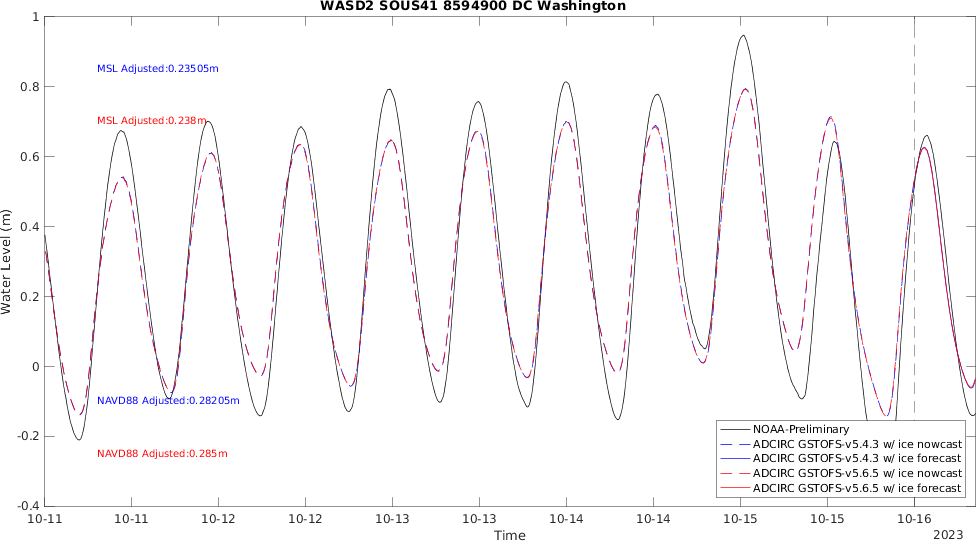 WASD2 SOUS41 8594900 DC Washington
1
0.8
0.6
0.4
0.2
0
-0.2
-0.4
Water Level (m)
MSL Adjusted:0.23505m
MSL Adjusted:0.238m
NAVD88 Adjusted:0.28205m
NAVD88 Adjusted:0.285m
NOAA-Preliminary
ADCIRC GSTOFS-v5.4.3 w/ ice nowcast
ADCIRC GSTOFS-v5.4.3 w/ ice forecast
ADCIRC GSTOFS-v5.6.5 w/ ice nowcast
ADCIRC GSTOFS-v5.6.5 w/ ice forecast
10-11 10-11 10-12 10-12 10-13 10-13 10-14 10-14 10-15 10-15 10-16
Time
2023